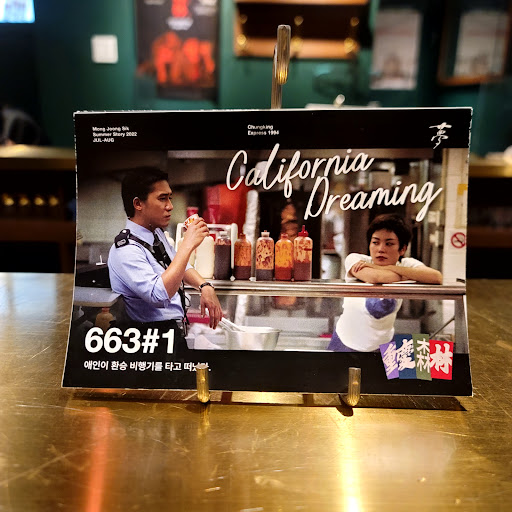 Mong Joong Sik
Summer Story 2022
JUL-AUG
Chungking
Express 1994
夢
California
Dreaming
663#1
애인이 환승 비행기를 타고 떠났다.
重慶森林